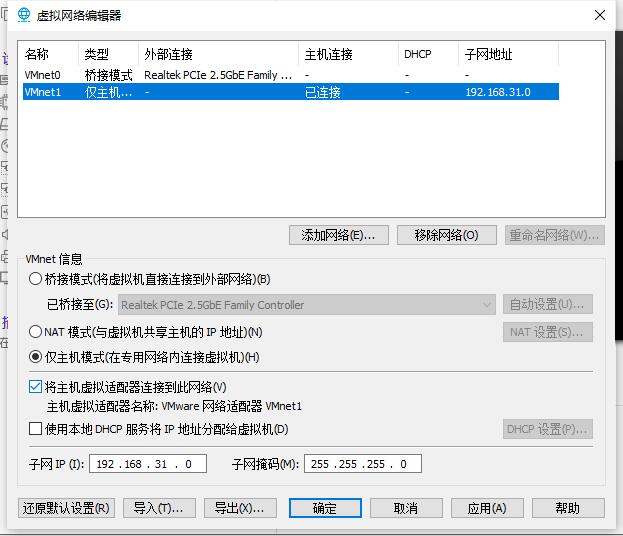 虚拟网络编辑器
名称 类型 外部连接 主机连接 DHCP 子网地址
VMnet0 桥接模式 Realtek PCIe 2.5GbE Family ... - - -
VMnet1 仅主机... - 已连接 - 192.168.31.0
添加网络(E)... 移除网络(O) 重命名网络(W)...
VMnet 信息
桥接模式(将虚拟机直接连接到外部网络)(B)
已桥接至(G): Realtek PCIe 2.5GbE Family Controller 自动设置(U)...
NAT 模式(与虚拟机共享主机的 IP 地址)(N) NAT 设置(S)...
仅主机模式(在专用网络内连接虚拟机)(H)
将主机虚拟适配器连接到此网络(V)
主机虚拟适配器名称: VMware 网络适配器 VMnet1
使用本地 DHCP 服务将 IP 地址分配给虚拟机(D) DHCP 设置(P)...
子网 IP (I): 192 . 168 . 31 . 0 子网掩码(M): 255 . 255 . 255 . 0
还原默认设置(R) 导入(T)... 导出(X)... 确定 取消 应用(A) 帮助